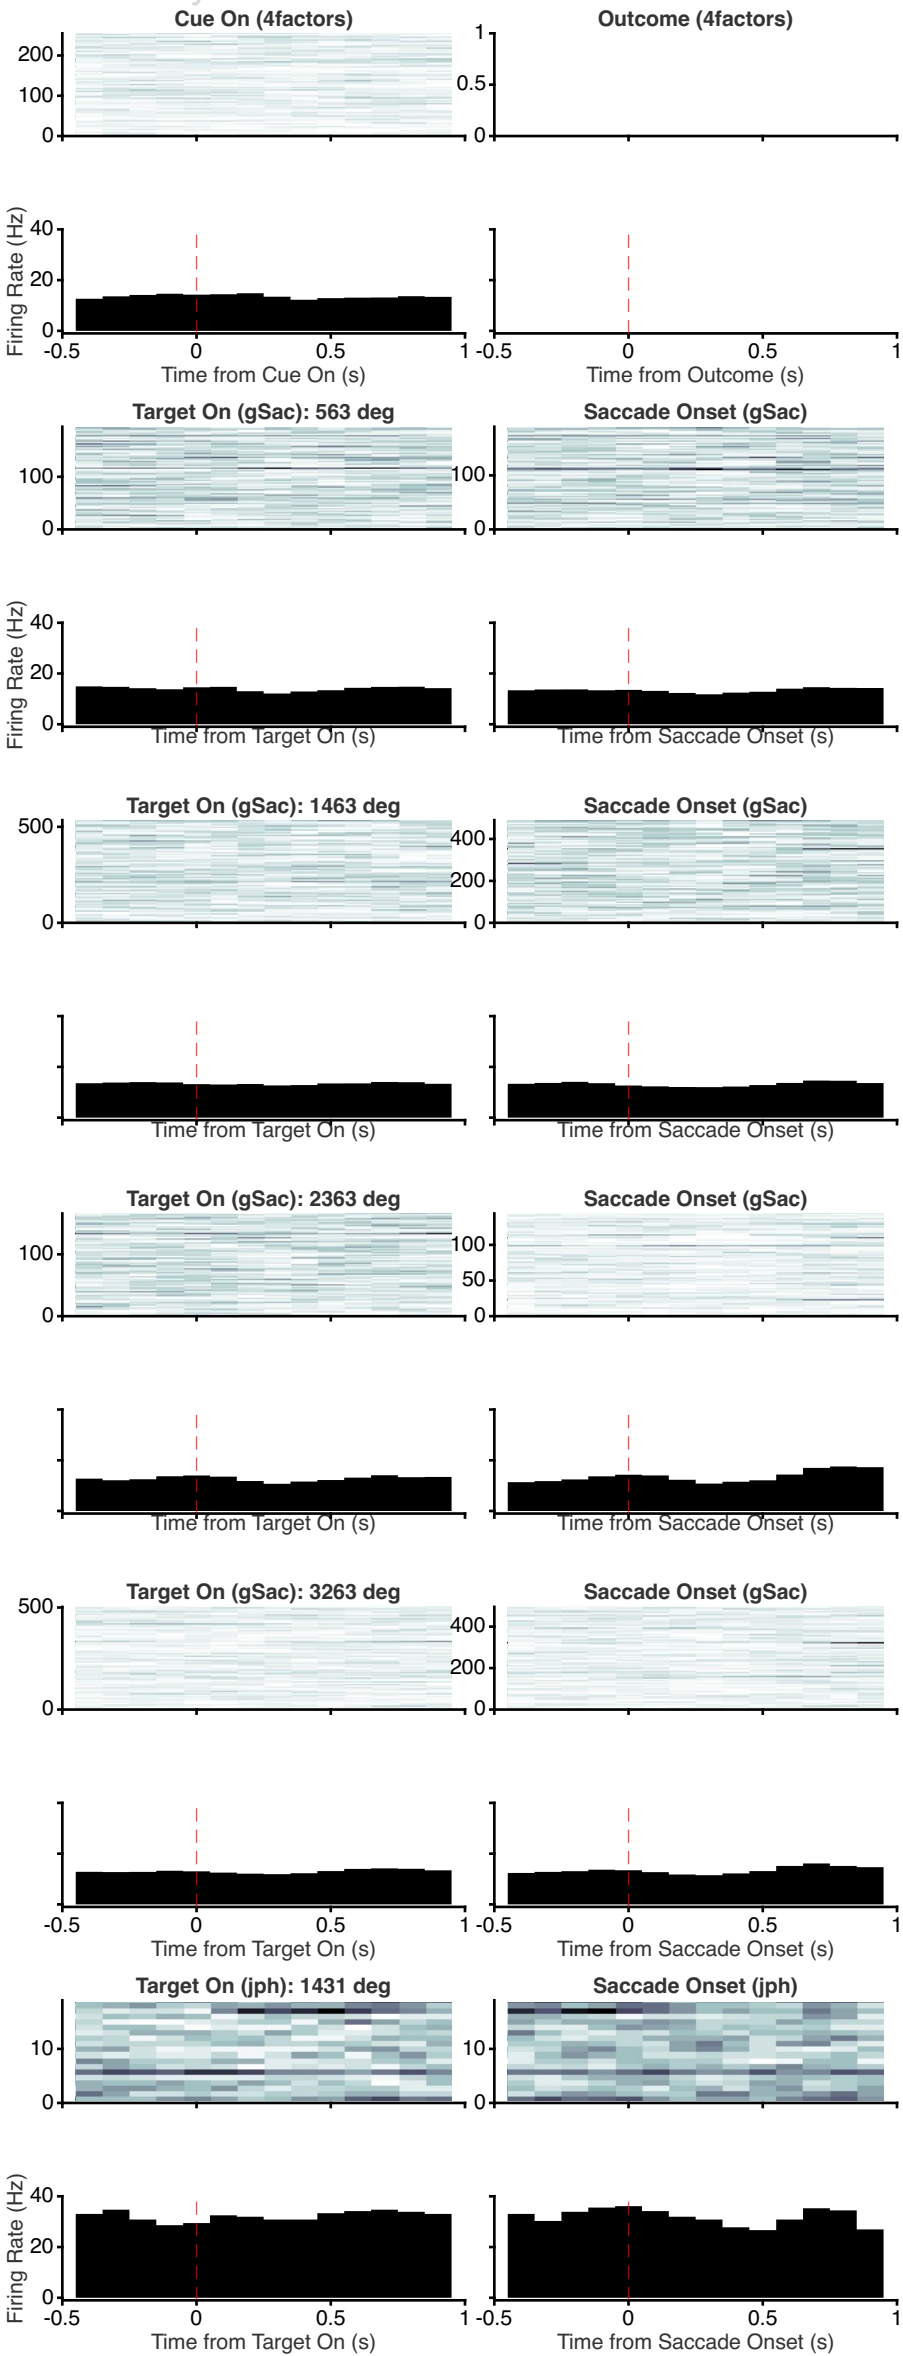 Cue On (4factors)
Outcome (4factors)
200
100
0
1
0.5
0
Firing Rate (Hz)
40
20
0
-0.5 0 0.5 1
Time from Cue On (s)
-0.5 0 0.5 1
Time from Outcome (s)
Target On (gSac): 563 deg
Saccade Onset (gSac)
100
0
100
0
Firing Rate (Hz)
40
20
0
Time from Target On (s)
Time from Saccade Onset (s)
Target On (gSac): 1463 deg
Saccade Onset (gSac)
500
0
400
200
0
Time from Target On (s)
Time from Saccade Onset (s)
Target On (gSac): 2363 deg
Saccade Onset (gSac)
100
0
100
50
0
Time from Target On (s)
Time from Saccade Onset (s)
Target On (gSac): 3263 deg
Saccade Onset (gSac)
500
0
400
200
0
-0.5 0 0.5 1
Time from Target On (s)
-0.5 0 0.5 1
Time from Saccade Onset (s)
Target On (jph): 1431 deg
Saccade Onset (jph)
10
0
10
0
Firing Rate (Hz)
40
20
0
-0.5 0 0.5 1
Time from Target On (s)
-0.5 0 0.5 1
Time from Saccade Onset (s)